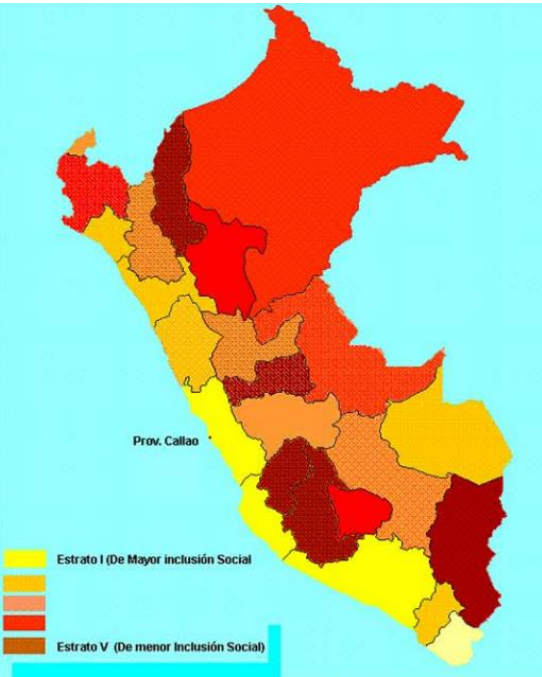 Prov. Callao
Estrato I (De Mayor inclusión Social
Estrato V (De menor Inclusión Social)